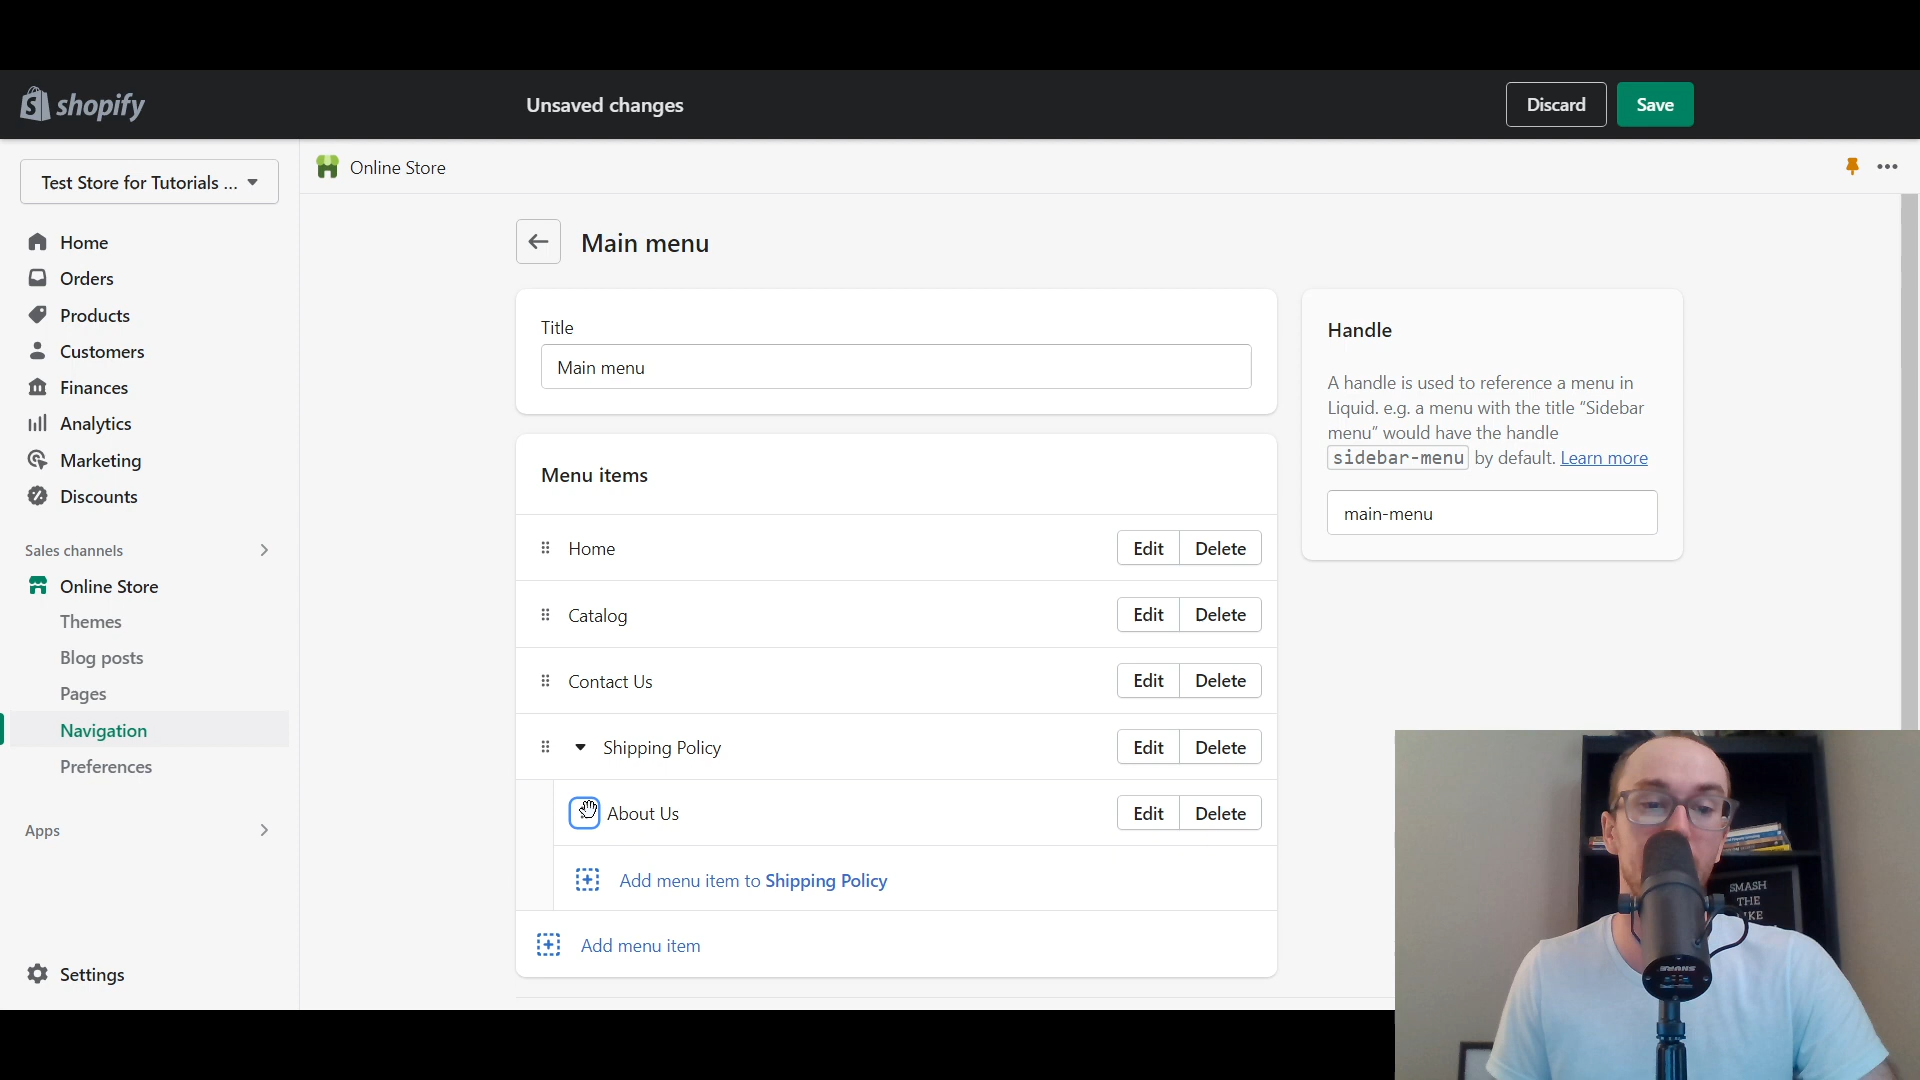 shopify
Unsaved changes
Discard
Save
Test Store for Tutorials ...
Online Store
Home
Orders
Products
Customers
Finances
Analytics
Marketing
Discounts
Sales channels
Online Store
Themes
Blog posts
Pages
Navigation
Preferences
Apps
Settings
Main menu
Title
Main menu
Menu items
Home
Edit
Delete
Catalog
Edit
Delete
Contact Us
Edit
Delete
Shipping Policy
Edit
Delete
About Us
Edit
Delete
Add menu item to Shipping Policy
Add menu item
Handle
A handle is used to reference a menu in
Liquid. e.g. a menu with the title “Sidebar
menu” would have the handle
sidebar-menu by default. Learn more
main-menu
SMASH
THE
SHURE